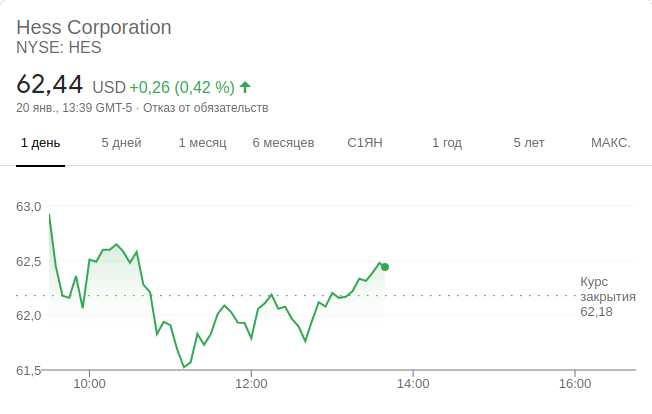 Hess Corporation
NYSE: HES
62,44 USD +0,26 (0,42 %)
20 янв., 13:39 GMT-5 · Отказ от обязательств
1 день 5 дней 1 месяц 6 месяцев С1ЯН 1 год 5 лет МАКС.
63,0
62,5
Курс
закрытия
62,18
62,0
61,5
10:00 12:00 14:00 16:00